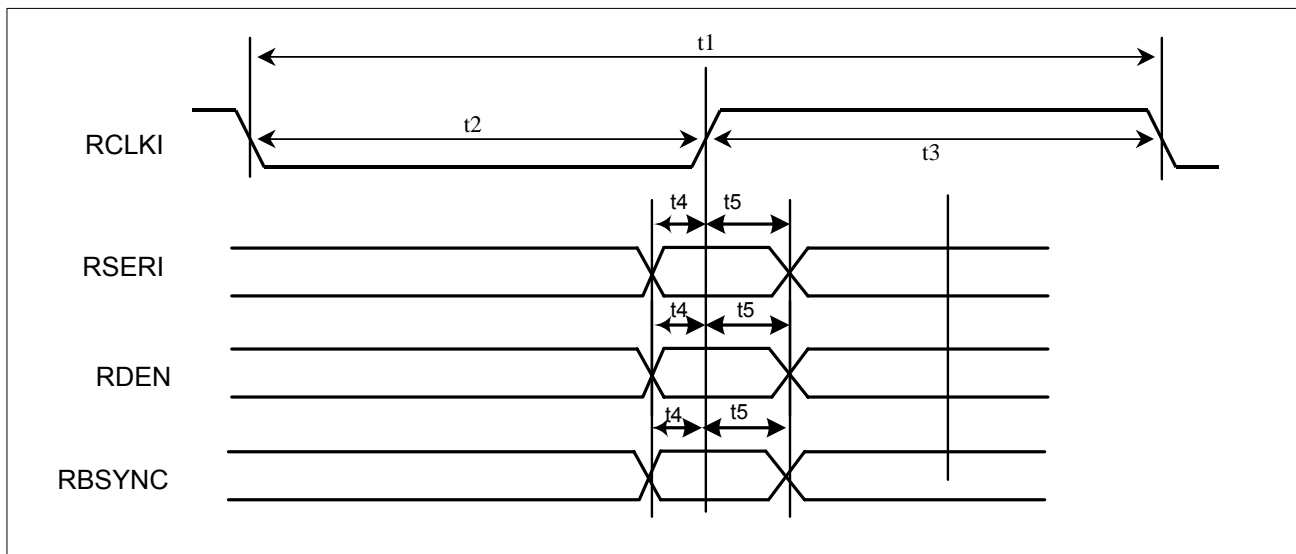 t1
RCLKI
t2
t3
t4 t5
RSERI
t4 t5
RDEN
t4 t5
RBSYNC